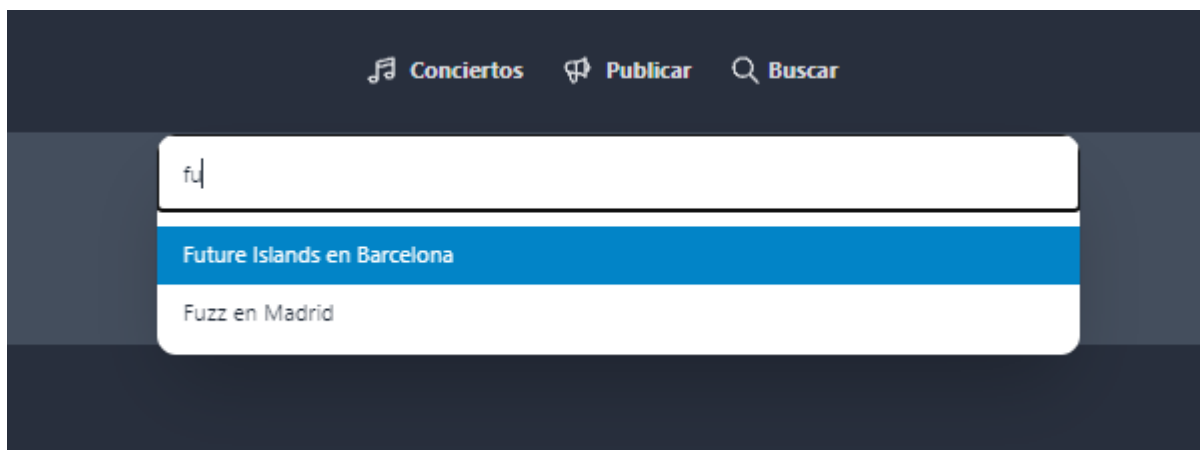 Conciertos Publicar Buscar
fu
Future Islands en Barcelona
Fuzz en Madrid